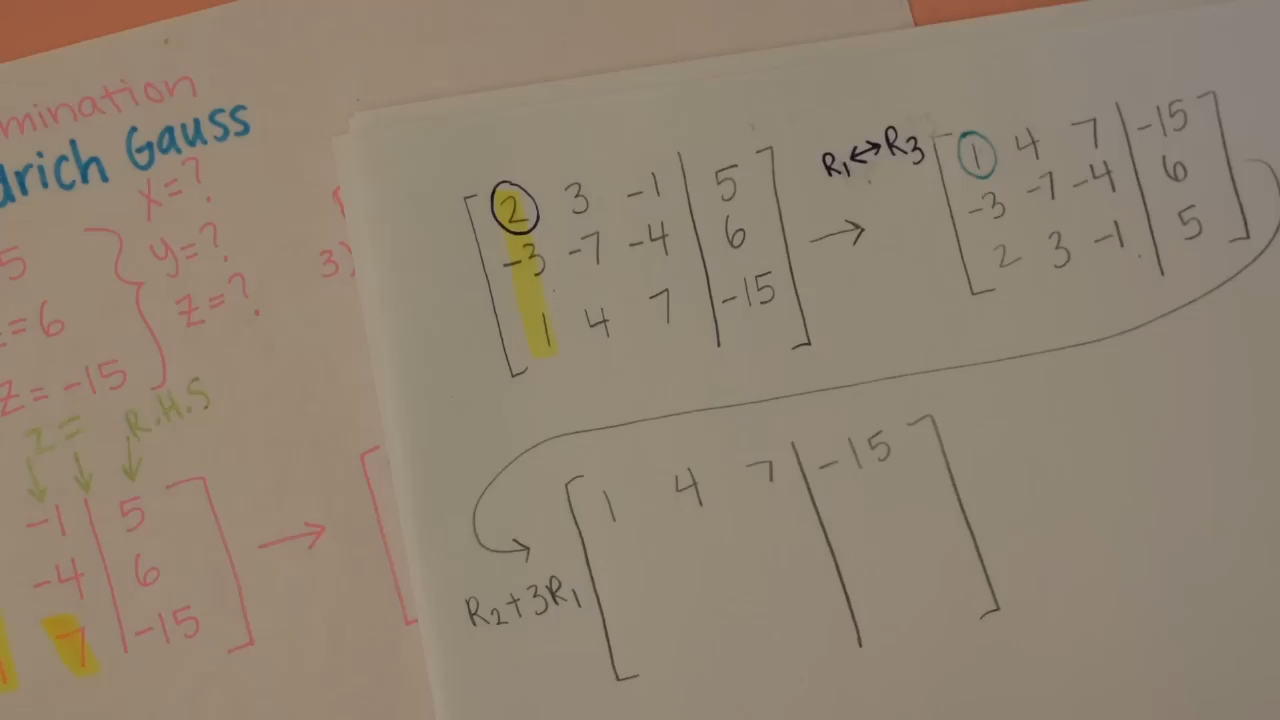 mination
drich Gauss
x=?
5
y=?
z=6
z=?
z=-15
z=
R.H.S
-1 5
-4 6
7 -15
3)
2 3 -1 5
-3 -7 -4 6
1 4 7 -15
R1↔R3
1 4 7 -15
-3 -7 -4 6
2 3 -1 5
R2+3R1
1 4 7 -15